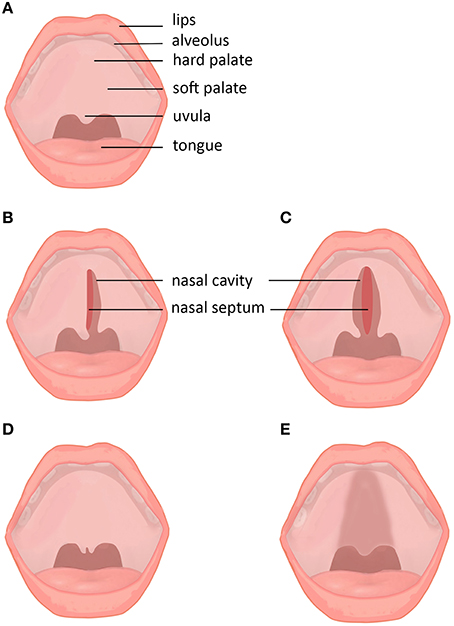 A
lips
alveolus
hard palate
soft palate
uvula
tongue
B
C
nasal cavity
nasal septum
D
E